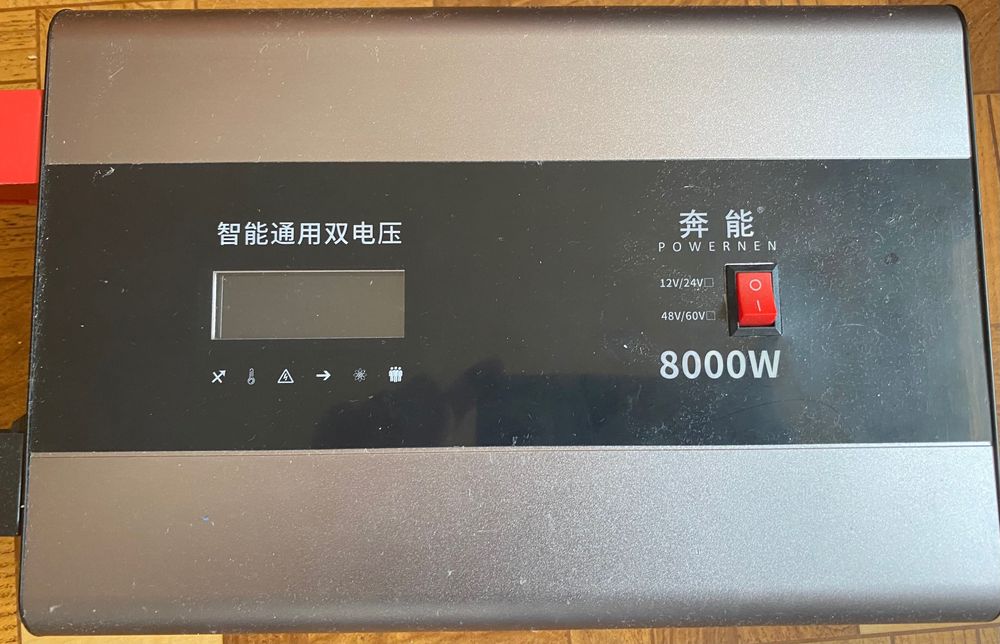 智能通用双电压
奔能®
POWERNEN
12V/24V□
48V/60V□
8000W